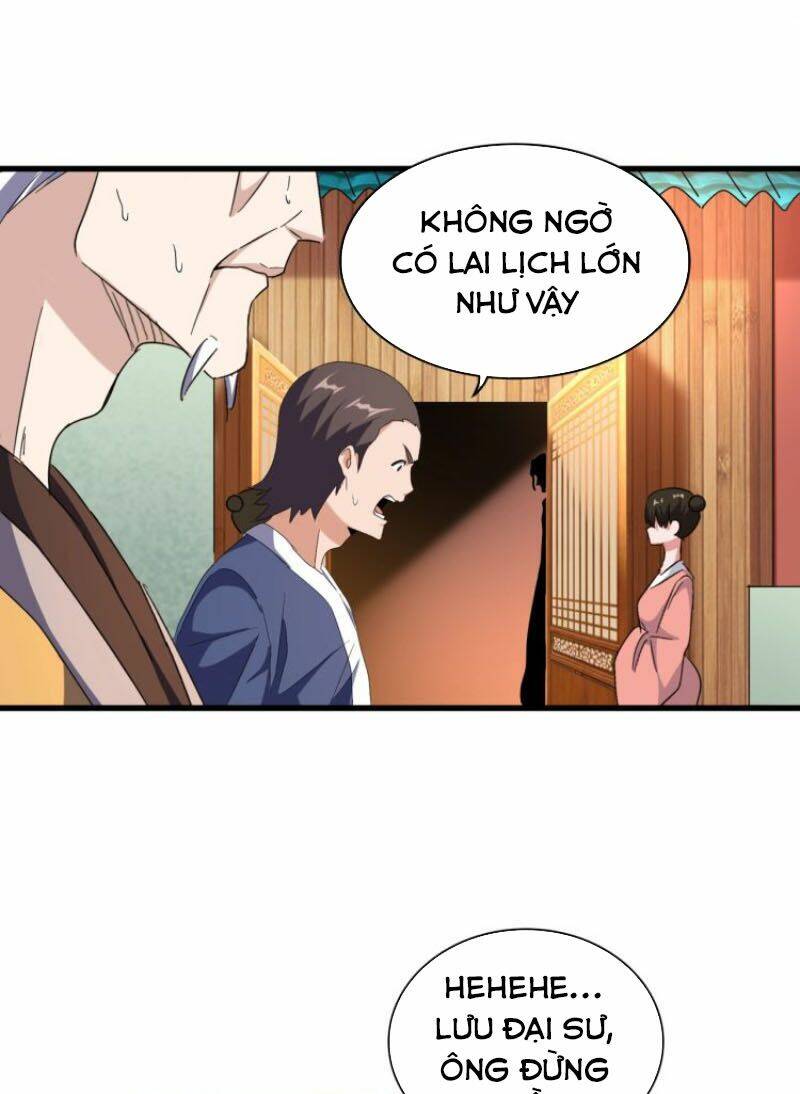 KHÔNG NGỜ
CÓ LAI LỊCH LỚN
NHƯ VẬY
HEHEHE...
LƯU ĐẠI SƯ,
ÔNG ĐỪNG